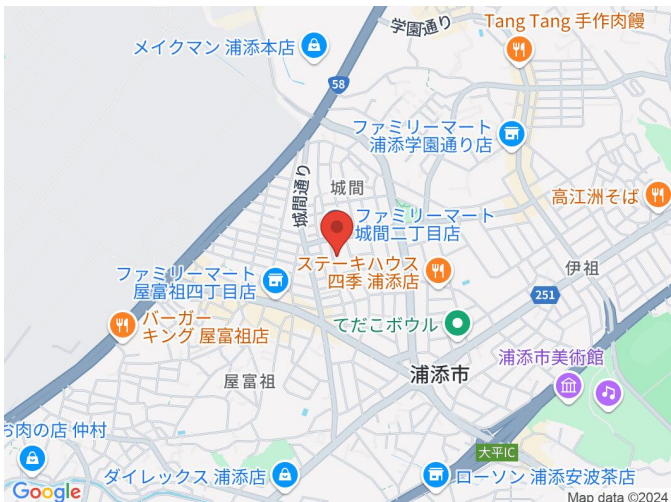 学園通り
Tang Tang 手作肉饅
メイクマン 浦添本店
58
ファミリーマート
浦添学園通り店
城間通り
城間
高江洲そば
ファミリーマート
城間二丁目店
ステーキハウス
四季 浦添店
伊祖
ファミリーマート
屋富祖四丁目店
251
バーガー
キング 屋富祖店
てだこボウル
浦添市美術館
浦添市
屋富祖
お肉の店 仲村
大平IC
ダイレックス 浦添店
ローソン 浦添安波茶店
Google
Map data ©2024